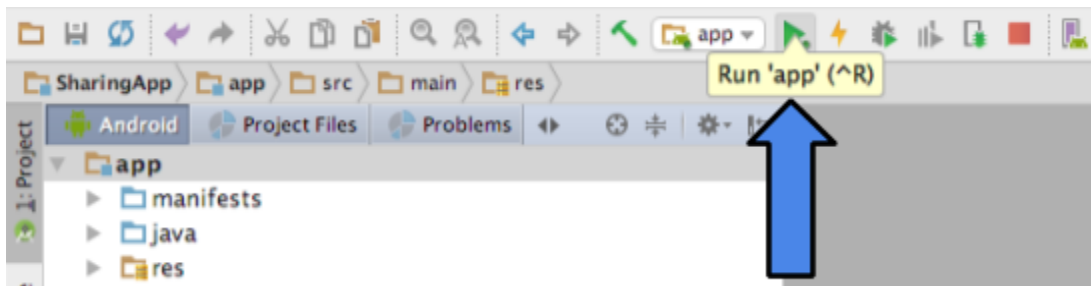 app
Run 'app' (^R)
SharingApp app src main res
Android Project Files Problems
1: Project
app
manifests
java
res